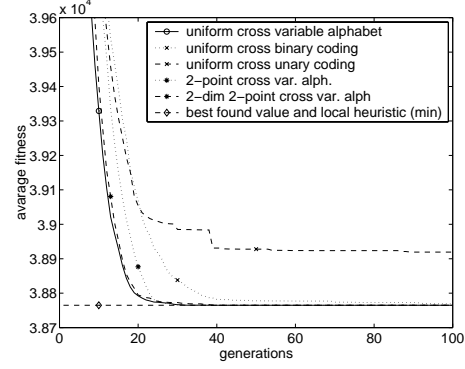 x 10^4
3.96
3.95
3.94
3.93
3.92
3.91
3.9
3.89
3.88
3.87
0
20
40
60
80
100
avarage fitness
generations
uniform cross variable alphabet
uniform cross binary coding
uniform cross unary coding
2−point cross var. alph.
2−dim 2−point cross var. alph
best found value and local heuristic (min)